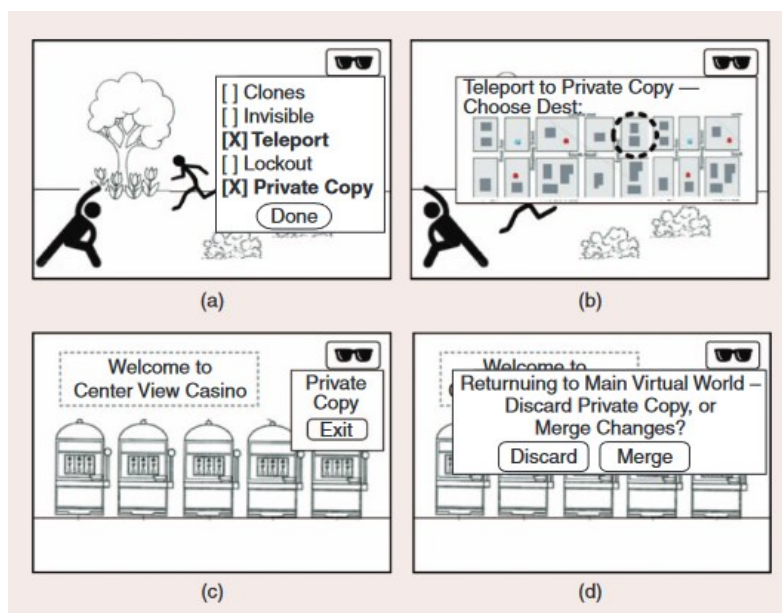 [ ] Clones
[ ] Invisible
[X] Teleport
[ ] Lockout
[X] Private Copy
Done
(a)
Teleport to Private Copy —
Choose Dest:
(b)
Welcome to
Center View Casino
Private
Copy
Exit
(c)
Welcome to
Returnuing to Main Virtual World –
Discard Private Copy, or
Merge Changes?
Discard
Merge
(d)